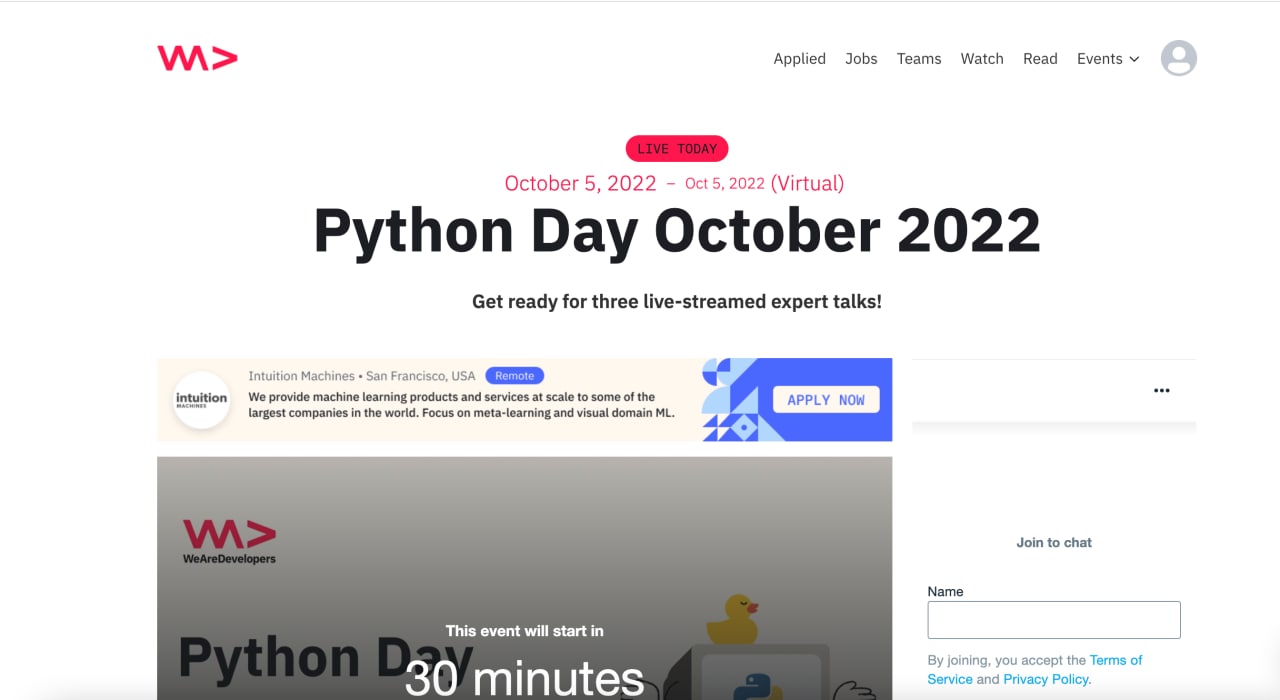 Applied Jobs Teams Watch Read Events
LIVE TODAY
October 5, 2022 – Oct 5, 2022 (Virtual)
Python Day October 2022
Get ready for three live-streamed expert talks!
intuition
MACHINES
Intuition Machines • San Francisco, USA Remote
We provide machine learning products and services at scale to some of the
largest companies in the world. Focus on meta-learning and visual domain ML.
APPLY NOW
WeAreDevelopers
Python Day
This event will start in
30 minutes
Join to chat
Name
By joining, you accept the Terms of
Service and Privacy Policy.